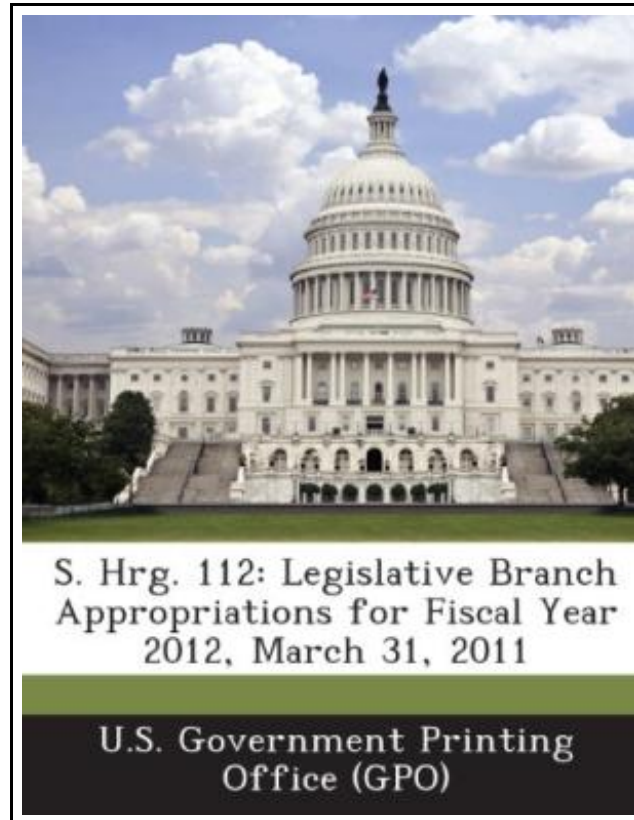 S. Hrg. 112: Legislative Branch
Appropriations for Fiscal Year
2012, March 31, 2011
U.S. Government Printing
Office (GPO)